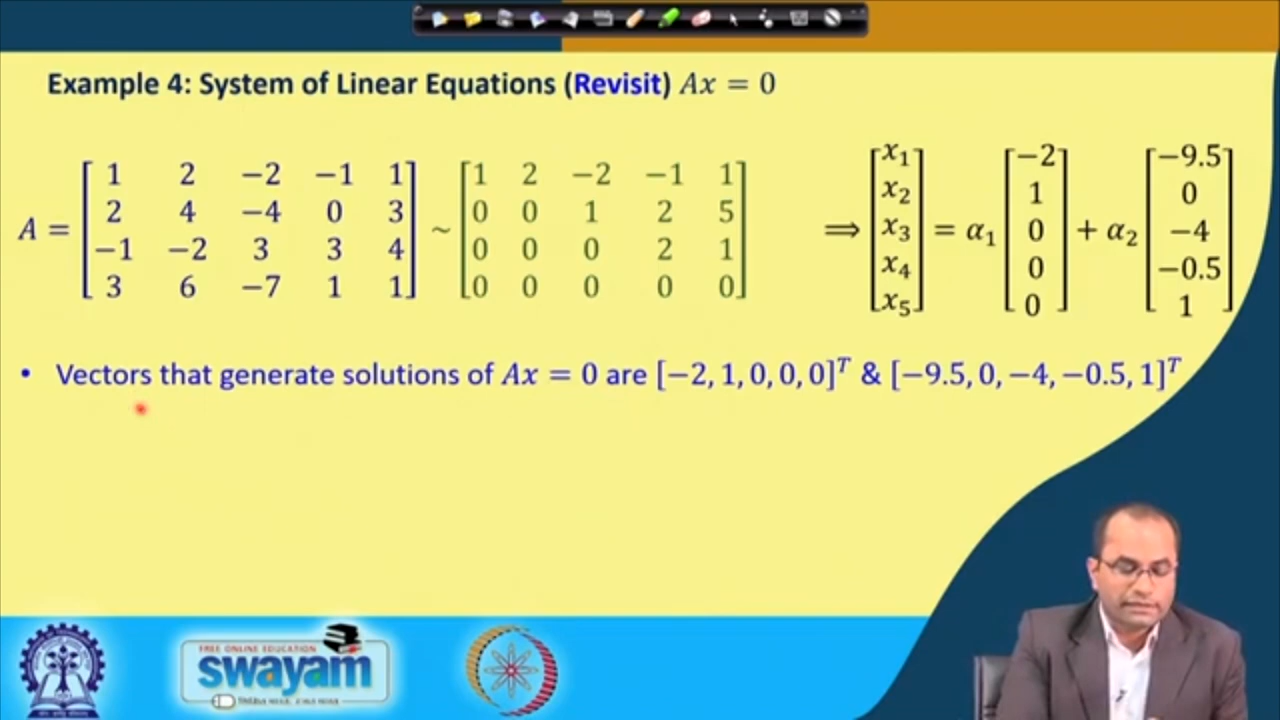 Example 4: System of Linear Equations (Revisit) Ax = 0
A = [1 2 −2 −1 1; 2 4 −4 0 3; −1 −2 3 3 4; 3 6 −7 1 1] ~ [1 2 −2 −1 1; 0 0 1 2 5; 0 0 0 2 1; 0 0 0 0 0] ⟹ [x₁; x₂; x₃; x₄; x₅] = α₁ [−2; 1; 0; 0; 0] + α₂ [−9.5; 0; −4; −0.5; 1]
• Vectors that generate solutions of Ax = 0 are [−2, 1, 0, 0, 0]ᵀ & [−9.5, 0, −4, −0.5, 1]ᵀ
FREE ONLINE EDUCATION
swayam